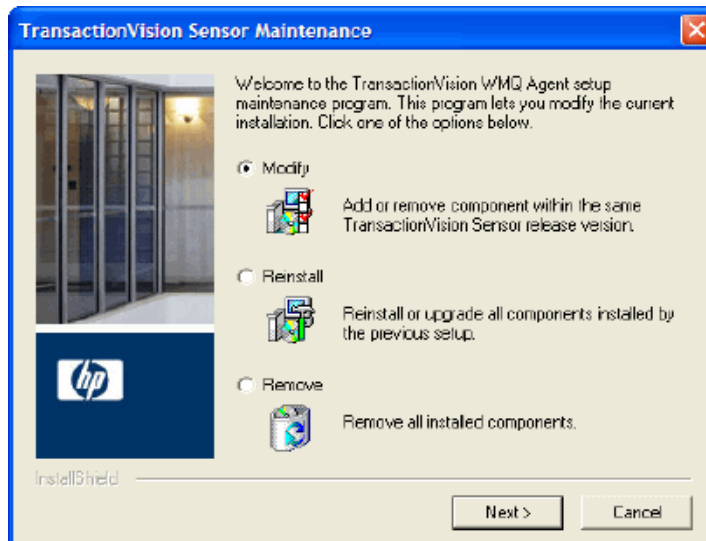 TransactionVision Sensor Maintenance
Welcome to the TransactionVision WMQ Agent setup
maintenance program. This program lets you modify the current
installation. Click one of the options below.
Modify
Add or remove component within the same
TransactionVision Sensor release version.
Reinstall
Reinstall or upgrade all components installed by
the previous setup.
Remove
Remove all installed components.
hp
InstallShield
Next >
Cancel